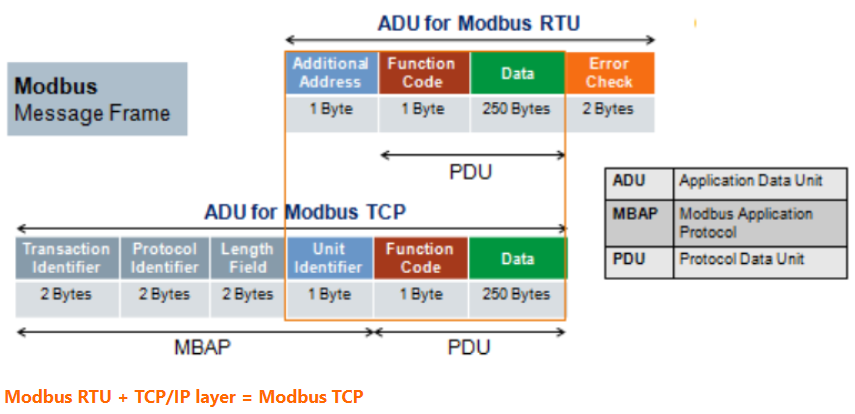 ADU for Modbus RTU
Modbus
Message Frame
Additional Address
Function Code
Data
Error Check
1 Byte
1 Byte
250 Bytes
2 Bytes
PDU
ADU for Modbus TCP
Transaction Identifier
Protocol Identifier
Length Field
Unit Identifier
Function Code
Data
2 Bytes
2 Bytes
2 Bytes
1 Byte
1 Byte
250 Bytes
MBAP
PDU
ADU
Application Data Unit
MBAP
Modbus Application
Protocol
PDU
Protocol Data Unit
Modbus RTU + TCP/IP layer = Modbus TCP